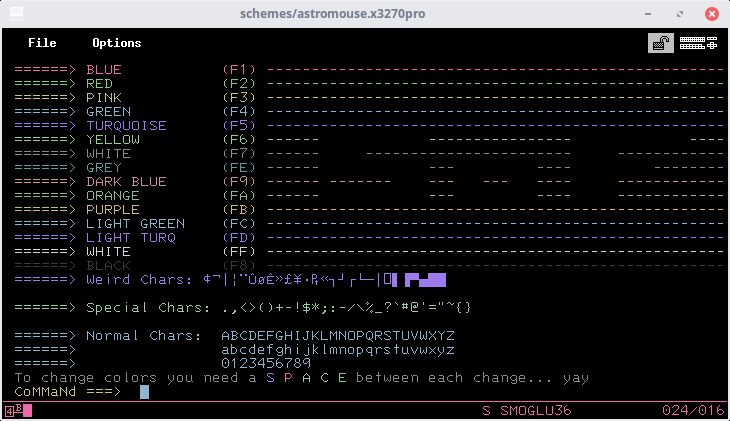 schemes/astromouse.x3270pro
File Options
======> BLUE (F1) ----------------------------------------------------
======> RED (F2) ----------------------------------------------------
======> PINK (F3) ----------------------------------------------------
======> GREEN (F4) ----------------------------------------------------
======> TURQUOISE (F5) ----------------------------------------------------
======> YELLOW (F6) ------ --- --- ------
======> WHITE (F7) ------ --- --- ---
======> GREY (FE) ------ --- --- ------
======> DARK BLUE (F9) ------ ------- --- --- ---
======> ORANGE (FA) ------ --- --- ---
======> PURPLE (FB) ----------------------------------------------------
======> LIGHT GREEN (FC) ----------------------------------------------------
======> LIGHT TURQ (FD) ----------------------------------------------------
======> WHITE (FF) ----------------------------------------------------
======> BLACK (F8)
======> Weird Chars: ¢¬|¦¨ÛøÊ»£¥·
======> Special Chars: .,<>()+-!$*;:-/\%_?`#@'="~{}
======> Normal Chars: ABCDEFGHIJKLMNOPQRSTUVWXYZ
======> abcdefghijklmnopqrstuvwxyz
======> 0123456789
To change colors you need a S P A C E between each change... yay
CoMMaNd ===>
4 B S SMOGLU36 024/016